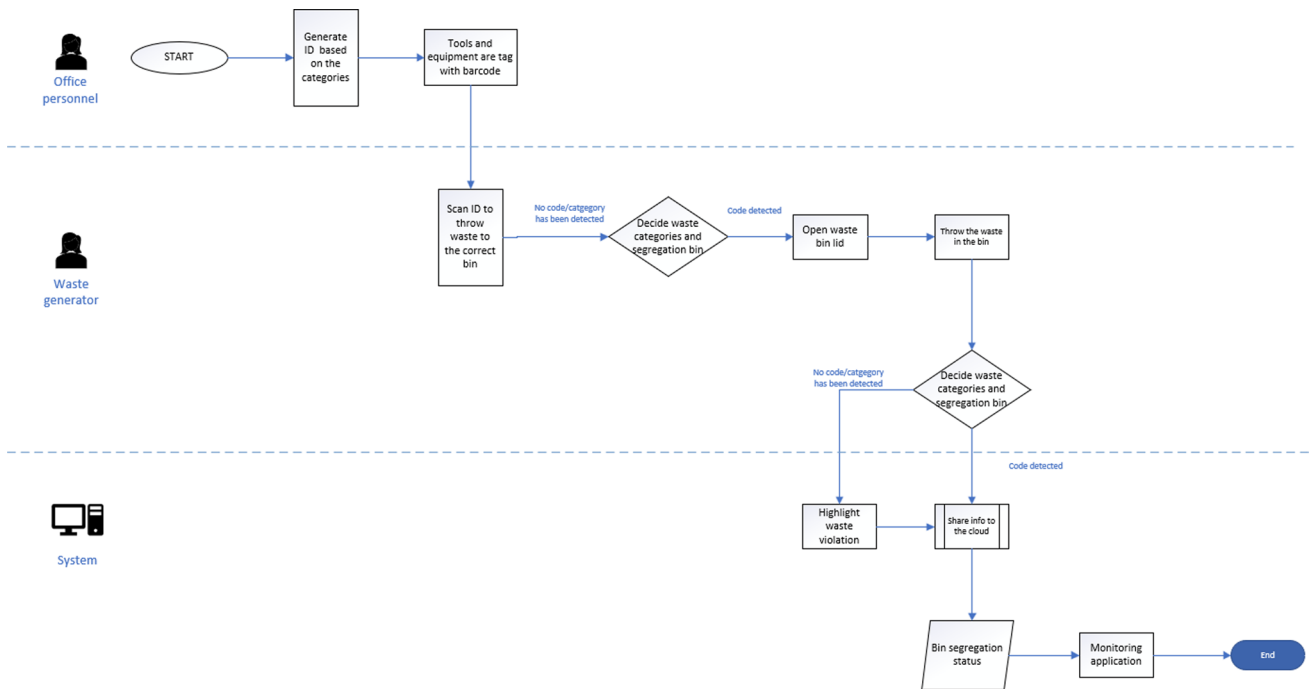 START
Generate
ID based
on the
categories
Tools and
equipment are tag
with barcode
Office
personnel
Scan ID to
throw
waste to
the correct
bin
No code/catgegory
has been detected
Decide waste
categories and
segregation bin
Code detected
Open waste
bin lid
Throw the waste
in the bin
Waste
generator
No code/catgegory
has been detected
Decide waste
categories and
segregation bin
Code detected
Highlight
waste
violation
Share info to
the cloud
System
Bin segregation
status
Monitoring
application
End